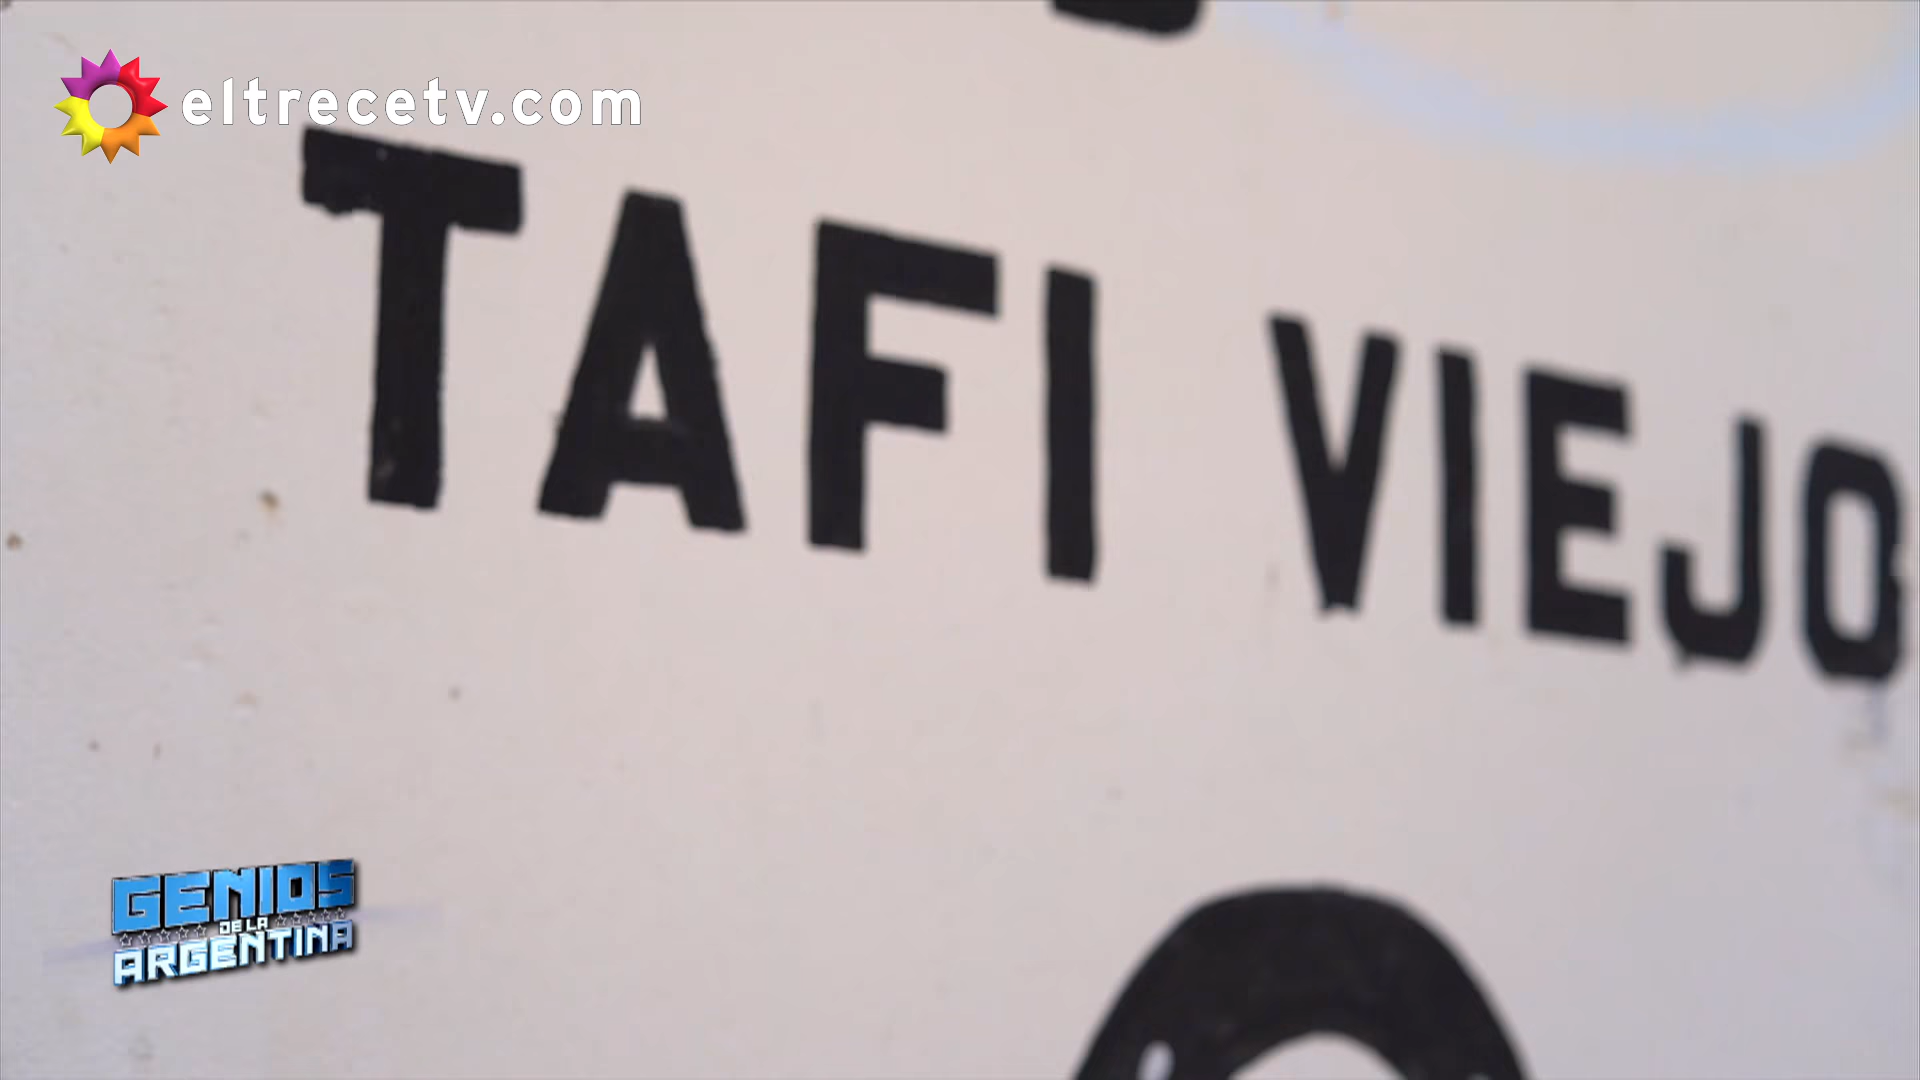 eltrecetv.com
TAFI VIEJO
GENIOS
DE LA
ARGENTINA